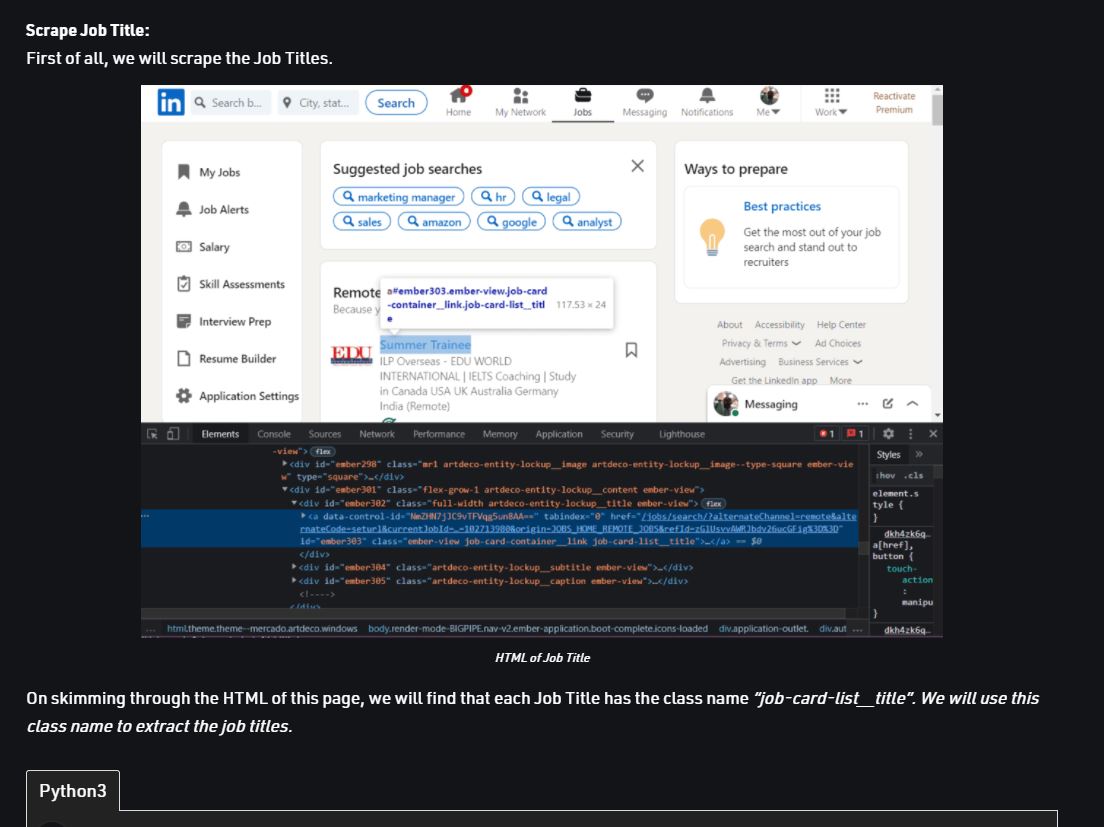 Scrape Job Title:
First of all, we will scrape the Job Titles.
in Search b... City, stat... Search Home My Network Jobs Messaging Notifications Me Work Reactivate Premium
My Jobs
Job Alerts
Salary
Skill Assessments
Interview Prep
Resume Builder
Application Settings
Suggested job searches
marketing manager hr legal
sales amazon google analyst
Remote
Because y
a#ember303.ember-view.job-card
-container__link.job-card-list__titl
e
117.53 × 24
EDU
Summer Trainee
ILP Overseas - EDU WORLD
INTERNATIONAL | IELTS Coaching | Study
in Canada USA UK Australia Germany
India (Remote)
Ways to prepare
Best practices
Get the most out of your job
search and stand out to
recruiters
About Accessibility Help Center
Privacy & Terms Ad Choices
Advertising Business Services
Get the LinkedIn app More
Messaging
Elements Console Sources Network Performance Memory Application Security Lighthouse 1 1
-view"> flex
<div id="ember298" class="mr1 artdeco-entity-lockup__image artdeco-entity-lockup__image--type-square ember-vie
w" type="square">…</div>
<div id="ember301" class="flex-grow-1 artdeco-entity-lockup__content ember-view">
<div id="ember302" class="full-width artdeco-entity-lockup__title ember-view"> flex
<a data-control-id= tabindex="0" href="/jobs/search/?alternateChannel=remote&alte
id="ember303" class="ember-view job-card-container__link job-card-list__title">…</a> == $0
</div>
<div id="ember304" class="artdeco-entity-lockup__subtitle ember-view">…</div>
<div id="ember305" class="artdeco-entity-lockup__caption ember-view">…</div>
<!---->
</div>
... html.theme.theme--mercado.artdeco.windows body.render-mode-BIGPIPE.nav-v2.ember-application.boot-complete.icons-loaded div.application-outlet. div.aut ...
Styles »
:hov .cls
element.s
tyle {
}
dkh4zk6q…
a[href],
button {
touch-
action
:
manipu
}
dkh4zk6q…
HTML of Job Title
On skimming through the HTML of this page, we will find that each Job Title has the class name “job-card-list__title”. We will use this
class name to extract the job titles.
Python3